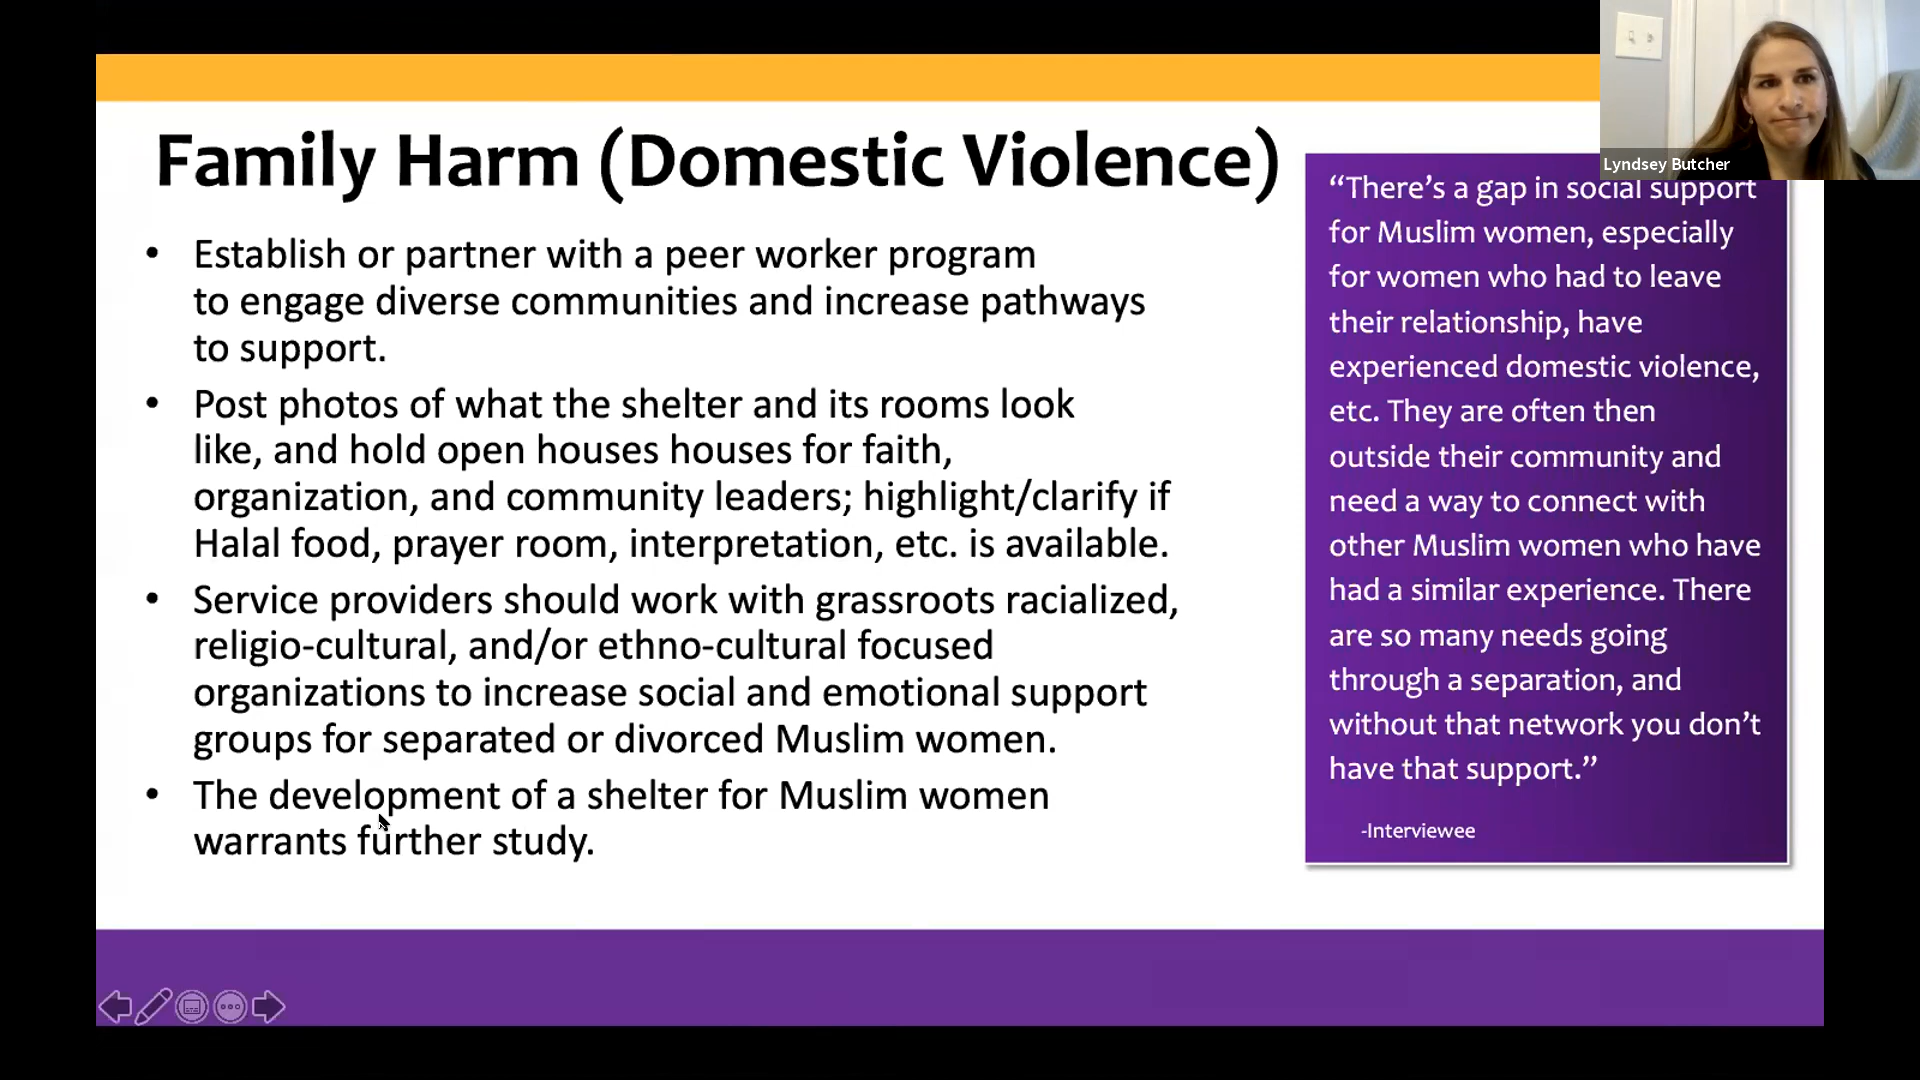 Family Harm (Domestic Violence)
• Establish or partner with a peer worker program
to engage diverse communities and increase pathways
to support.
• Post photos of what the shelter and its rooms look
like, and hold open houses houses for faith,
organization, and community leaders; highlight/clarify if
Halal food, prayer room, interpretation, etc. is available.
• Service providers should work with grassroots racialized,
religio-cultural, and/or ethno-cultural focused
organizations to increase social and emotional support
groups for separated or divorced Muslim women.
• The development of a shelter for Muslim women
warrants further study.
Lyndsey Butcher
“There’s a gap in social support
for Muslim women, especially
for women who had to leave
their relationship, have
experienced domestic violence,
etc. They are often then
outside their community and
need a way to connect with
other Muslim women who have
had a similar experience. There
are so many needs going
through a separation, and
without that network you don’t
have that support.”
-Interviewee